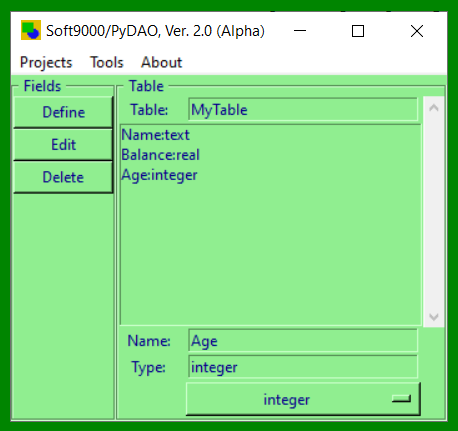 Soft9000/PyDAO, Ver. 2.0 (Alpha)
Projects Tools About
Fields
Define
Edit
Delete
Table
Table: MyTable
Name:text
Balance:real
Age:integer
Name: Age
Type: integer
integer